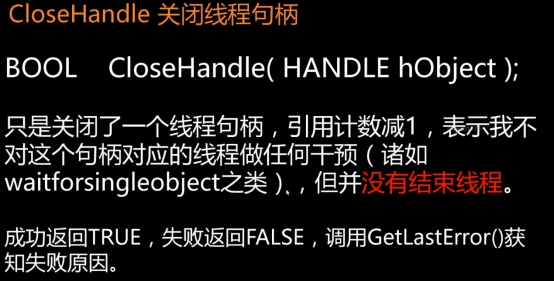 CloseHandle 关闭线程句柄
BOOL CloseHandle( HANDLE hObject );
只是关闭了一个线程句柄，引用计数减1，表示我不
对这个句柄对应的线程做任何干预（诸如
waitforsingleobject之类），但并没有结束线程。
成功返回TRUE，失败返回FALSE，调用GetLastError()获
知失败原因。